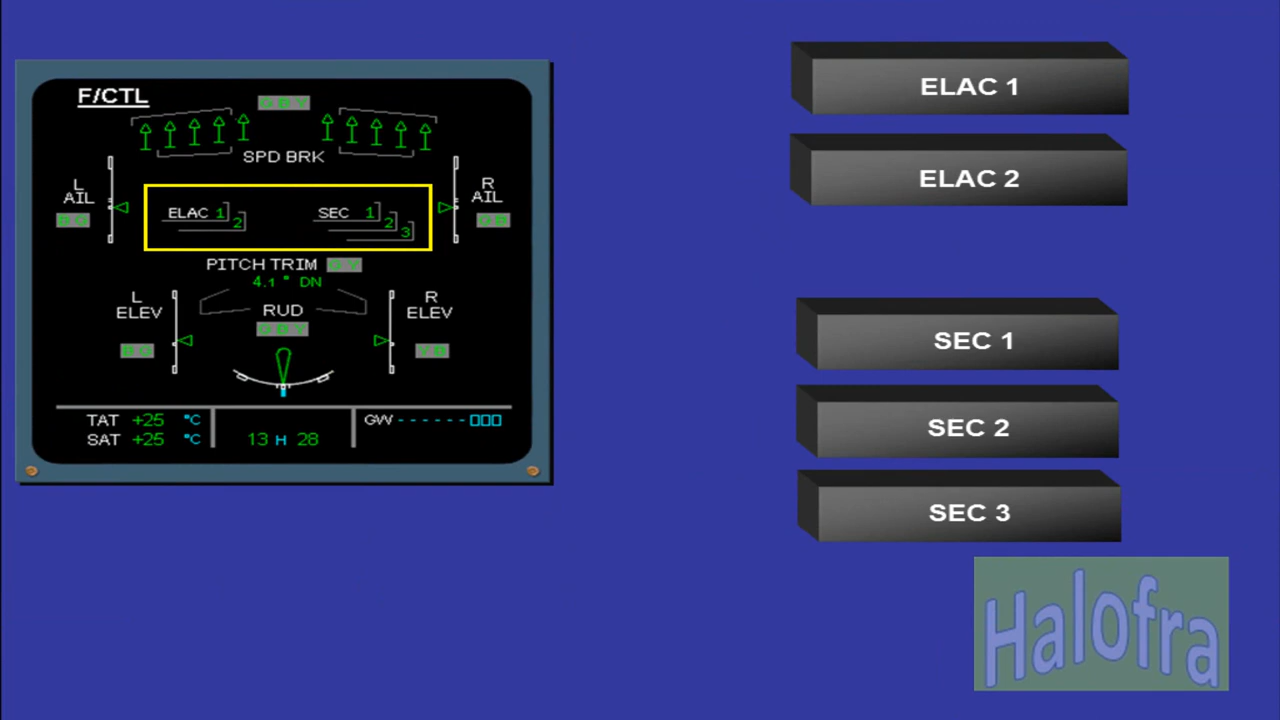 F/CTL
G B Y
SPD BRK
L
AIL
B G
R
AIL
G B
ELAC 1
2
SEC 1
2
3
PITCH TRIM G Y
4.1° DN
L
ELEV
B G
RUD
G B Y
R
ELEV
Y B
TAT +25 °C
SAT +25 °C
13 H 28
GW
ELAC 1
ELAC 2
SEC 1
SEC 2
SEC 3
Halofra